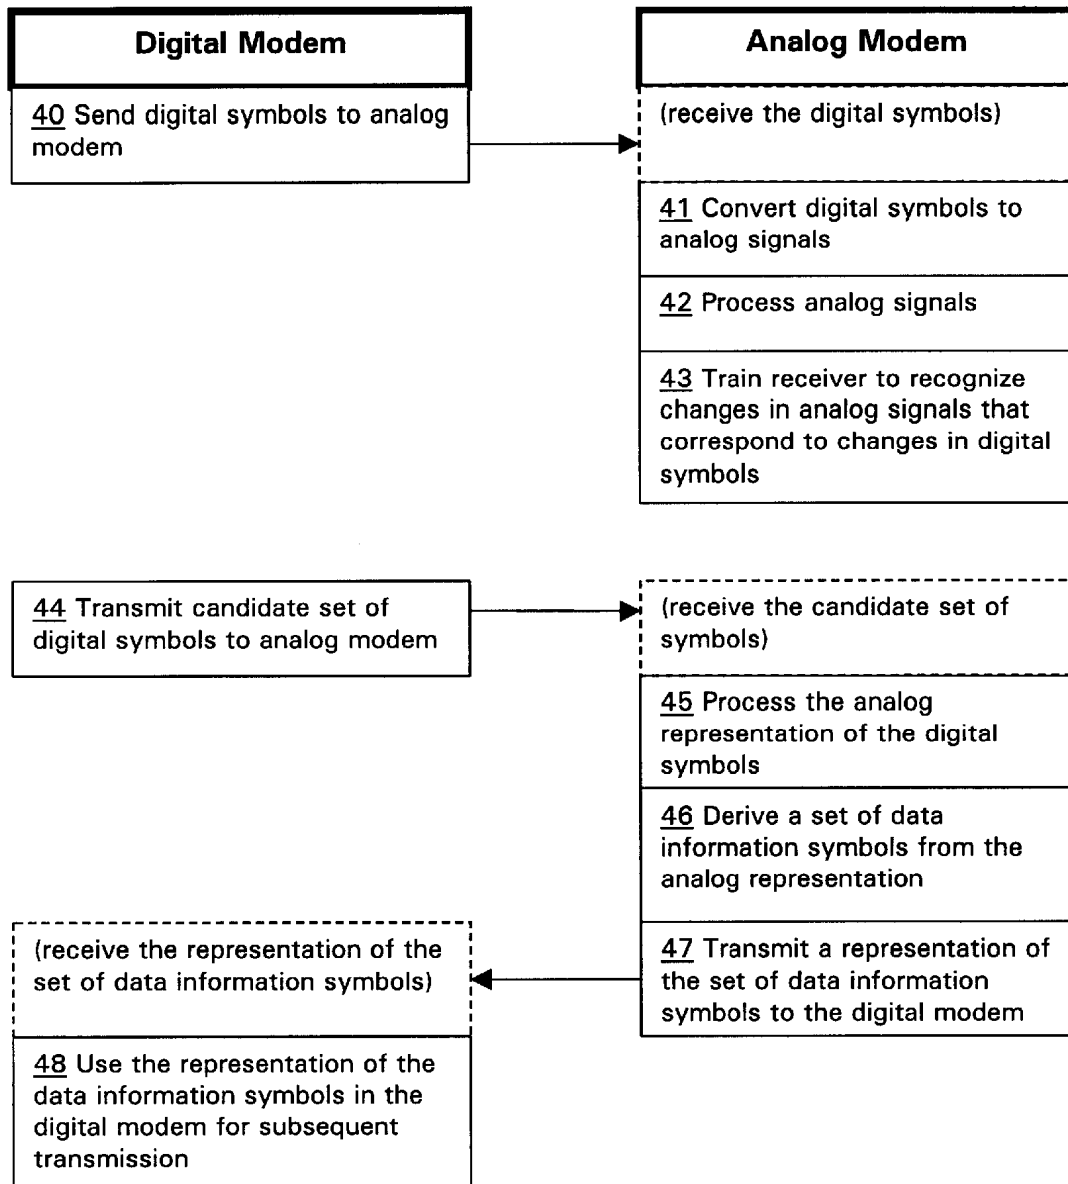 Digital Modem
Analog Modem
40 Send digital symbols to analog
modem
(receive the digital symbols)
41 Convert digital symbols to
analog signals
42 Process analog signals
43 Train receiver to recognize
changes in analog signals that
correspond to changes in digital
symbols
44 Transmit candidate set of
digital symbols to analog modem
(receive the candidate set of
symbols)
45 Process the analog
representation of the digital
symbols
46 Derive a set of data
information symbols from the
analog representation
47 Transmit a representation of
the set of data information
symbols to the digital modem
(receive the representation of the
set of data information symbols)
48 Use the representation of the
data information symbols in the
digital modem for subsequent
transmission